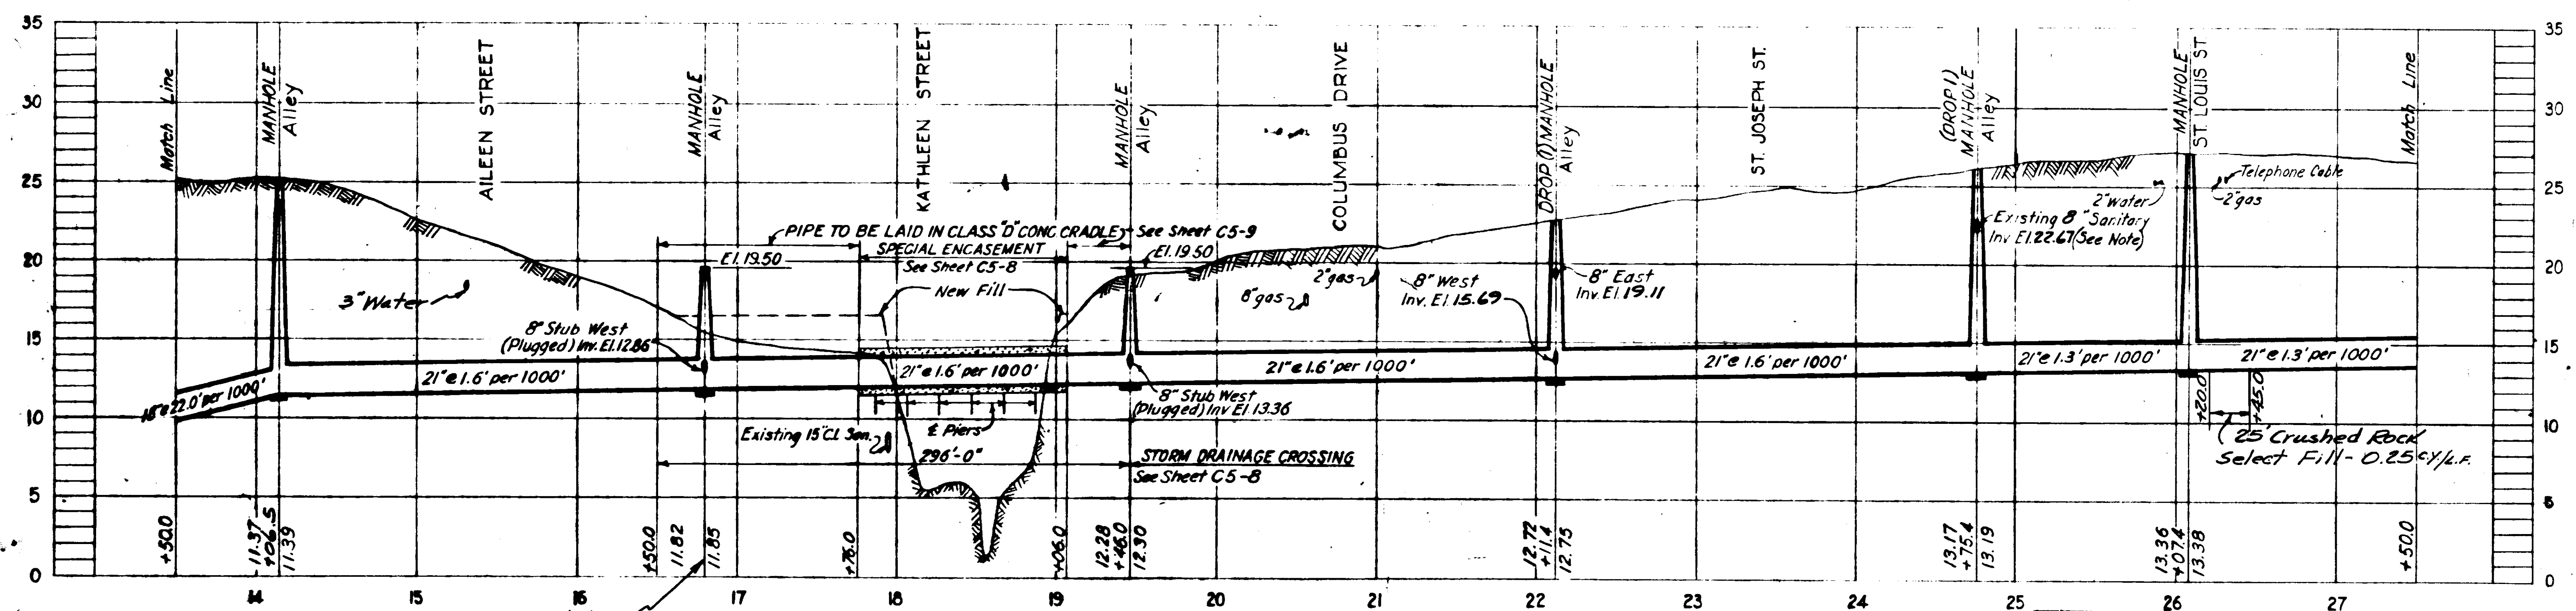 35
30
25
20
15
10
5
0
Match Line
MANHOLE
Alley
AILEEN STREET
MANHOLE
Alley
KATHLEEN STREET
MANHOLE
Alley
COLUMBUS DRIVE
DROP(1) MANHOLE
Alley
ST. JOSEPH ST.
(DROP 1)
MANHOLE
Alley
MANHOLE
ST. LOUIS ST.
Match Line
35
30
25
20
15
10
5
0
PIPE TO BE LAID IN CLASS "D" CONC CRADLE
See Sheet C5-9
SPECIAL ENCASEMENT
See Sheet C5-8
El. 19.50
El. 19.50
New Fill
3" Water
8" Stub West
(Plugged) Inv. El. 12.86
2" gas
8" gas
8" West
Inv. El. 15.69
8" East
Inv. El. 19.11
Existing 8" Sanitary
Inv El. 22.67 (See Note)
2" Water
Telephone Cable
2" gas
18" @ 22.0' per 1000'
21" @ 1.6' per 1000'
21" @ 1.6' per 1000'
21" @ 1.6' per 1000'
21" @ 1.6' per 1000'
21" @ 1.3' per 1000'
21" @ 1.3' per 1000'
8" Stub West
(Plugged) Inv El. 13.36
Existing 15" C.I. San.
℄ Piers
296'-0"
STORM DRAINAGE CROSSING
See Sheet C5-8
+20.0
+45.0
25' Crushed Rock
Select Fill - 0.25 C.Y./L.F.
+50.0
11.37
+06.5
11.39
+50.0
11.82
11.85
+76.0
+06.0
12.28
+46.0
12.30
12.72
+11.4
12.75
13.17
+75.4
13.19
13.36
+07.4
13.38
+50.0
14
15
16
17
18
19
20
21
22
23
24
25
26
27